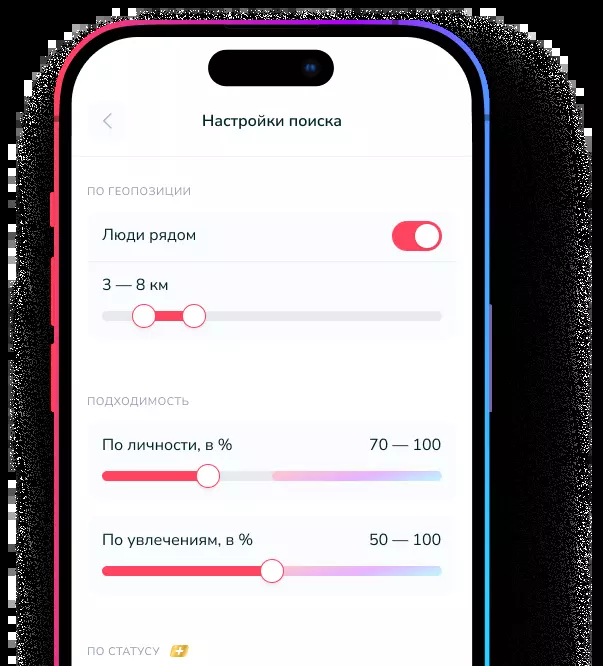 Настройки поиска
ПО ГЕОПОЗИЦИИ
Люди рядом
3 — 8 км
ПОДХОДИМОСТЬ
По личности, в % 70 — 100
По увлечениям, в % 50 — 100
ПО СТАТУСУ